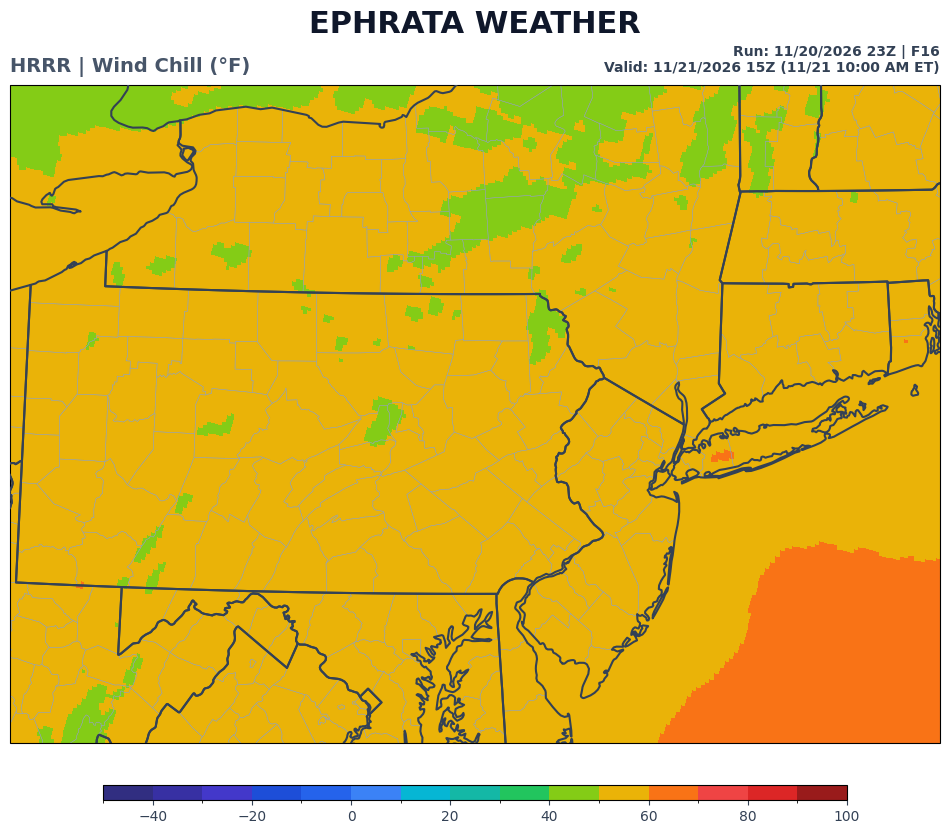 EPHRATA WEATHER
Run: 11/20/2026 23Z | F16
HRRR | Wind Chill (°F)
Valid: 11/21/2026 15Z (11/21 10:00 AM ET)
−40 −20 0 20 40 60 80 100